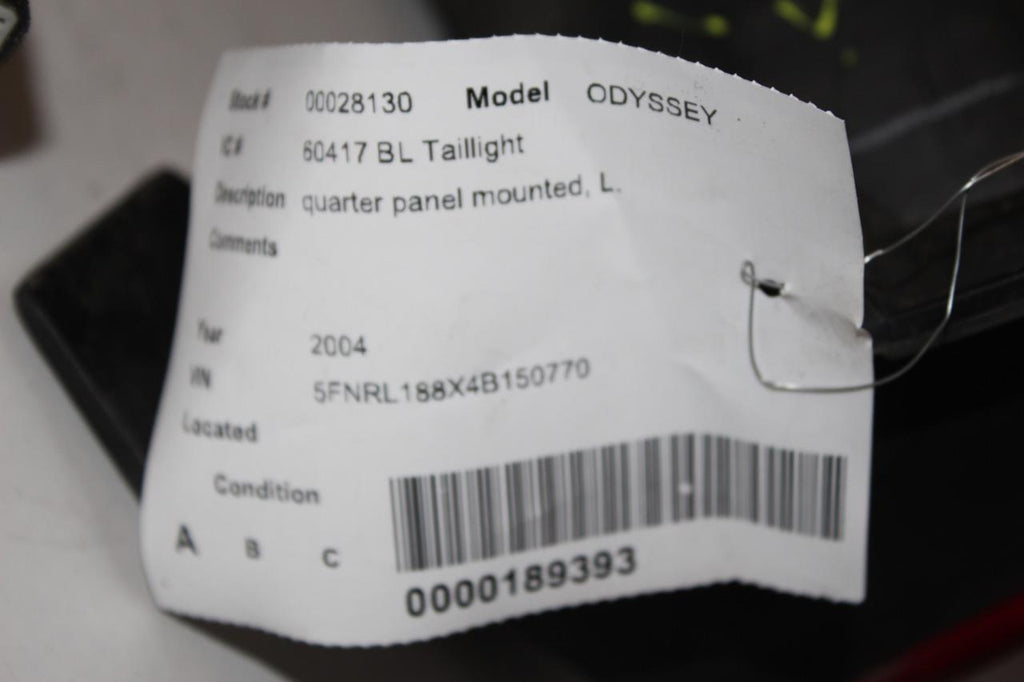 Stock# 00028130 Model ODYSSEY
IC# 60417 BL Taillight
Description quarter panel mounted, L.
Comments
Year 2004
VIN 5FNRL188X4B150770
Located
Condition
A B C
0000189393